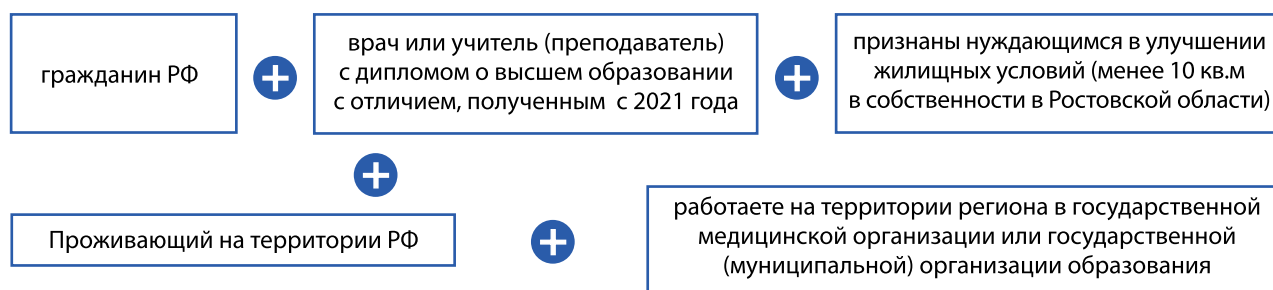 гражданин РФ
врач или учитель (преподаватель)
с дипломом о высшем образовании
с отличием, полученным с 2021 года
признаны нуждающимся в улучшении
жилищных условий (менее 10 кв.м
в собственности в Ростовской области)
Проживающий на территории РФ
работаете на территории региона в государственной
медицинской организации или государственной
(муниципальной) организации образования